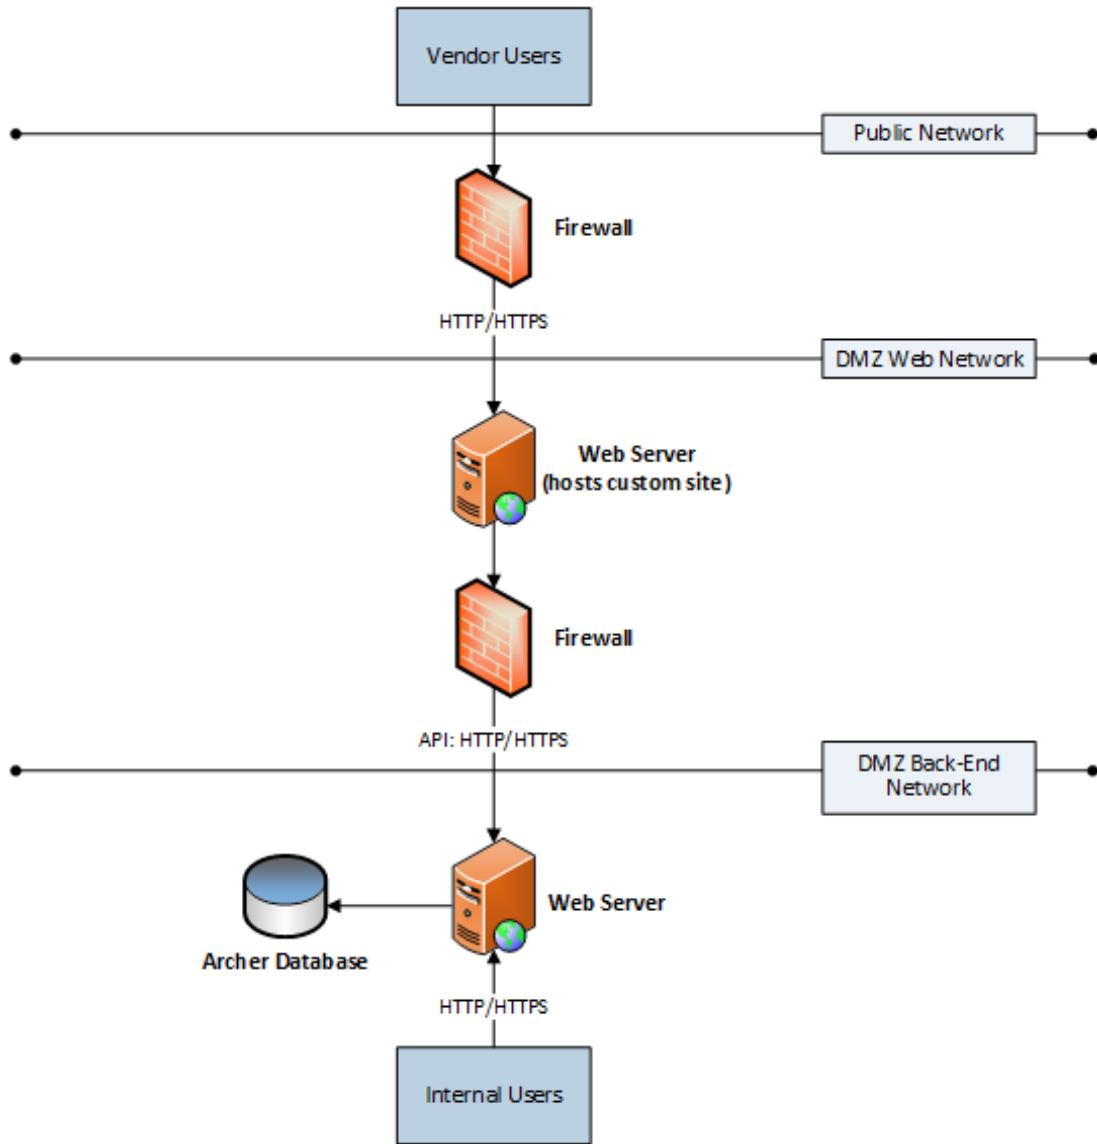 Vendor Users
Public Network
Firewall
HTTP/HTTPS
DMZ Web Network
Web Server
(hosts custom site)
Firewall
API: HTTP/HTTPS
DMZ Back-End
Network
Web Server
Archer Database
HTTP/HTTPS
Internal Users